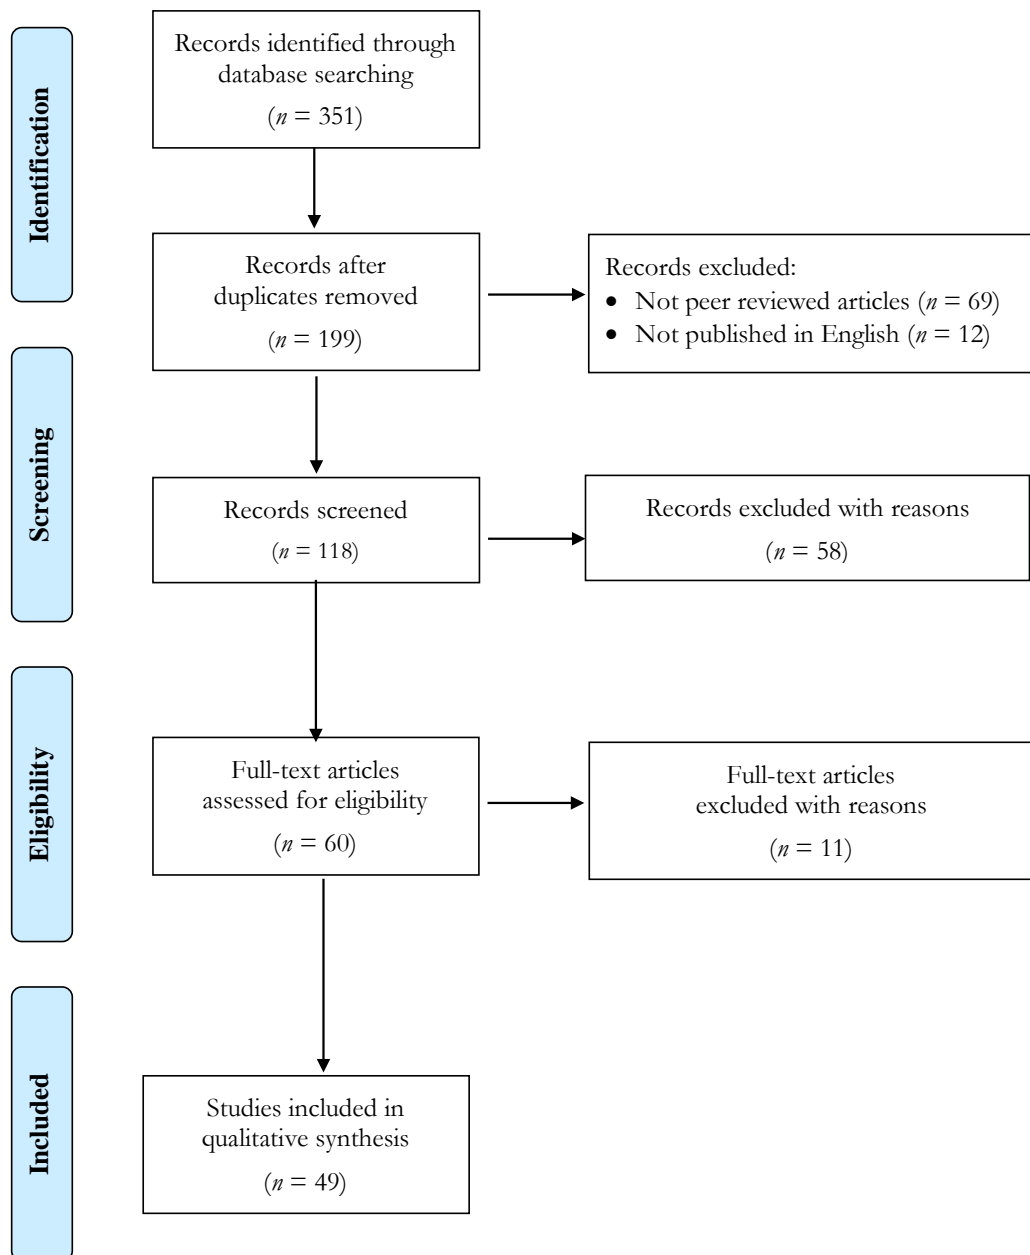 Identification
Records identified through
database searching
(n = 351)
Records after
duplicates removed
(n = 199)
Records excluded:
• Not peer reviewed articles (n = 69)
• Not published in English (n = 12)
Screening
Records screened
(n = 118)
Records excluded with reasons
(n = 58)
Eligibility
Full-text articles
assessed for eligibility
(n = 60)
Full-text articles
excluded with reasons
(n = 11)
Included
Studies included in
qualitative synthesis
(n = 49)